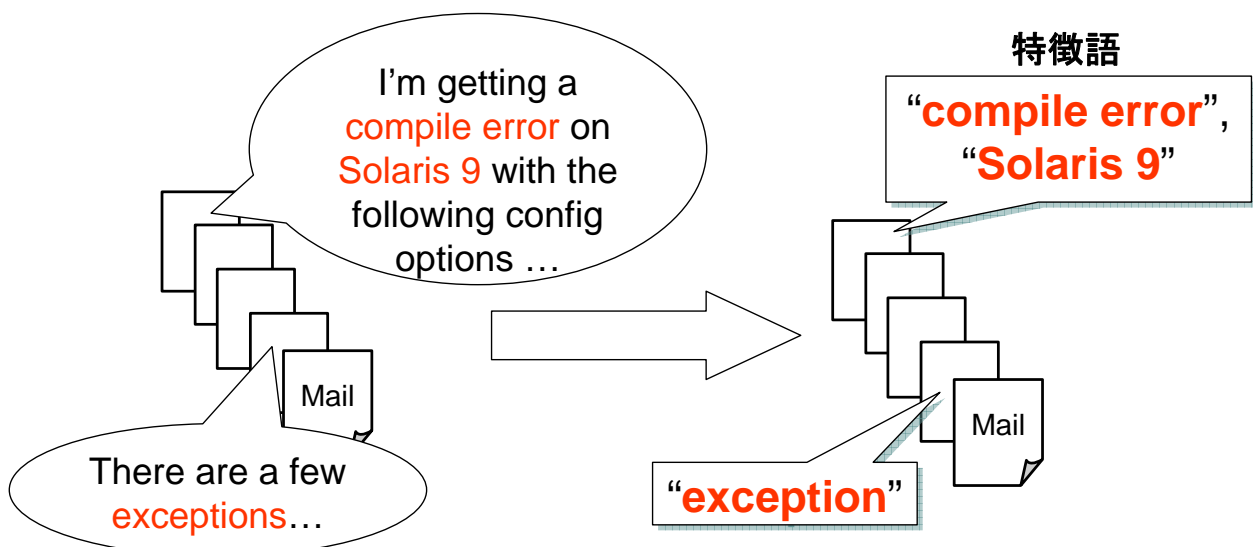 I’m getting a
compile error on
Solaris 9 with the
following config
options …
Mail
There are a few
exceptions…
特徴語
“compile error”,
“Solaris 9”
Mail
“exception”